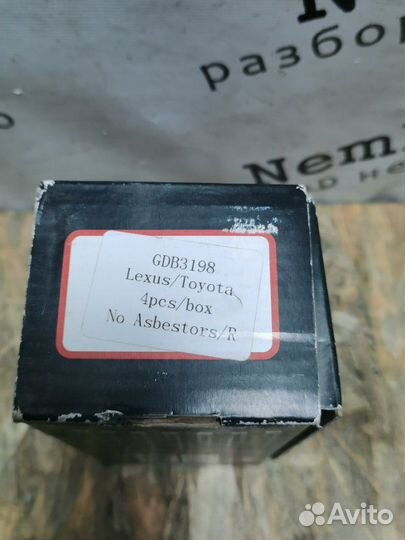 разбо
Nem
GDB3198
Lexus/Toyota
4pcs/box
No Asbestors/R
Avito